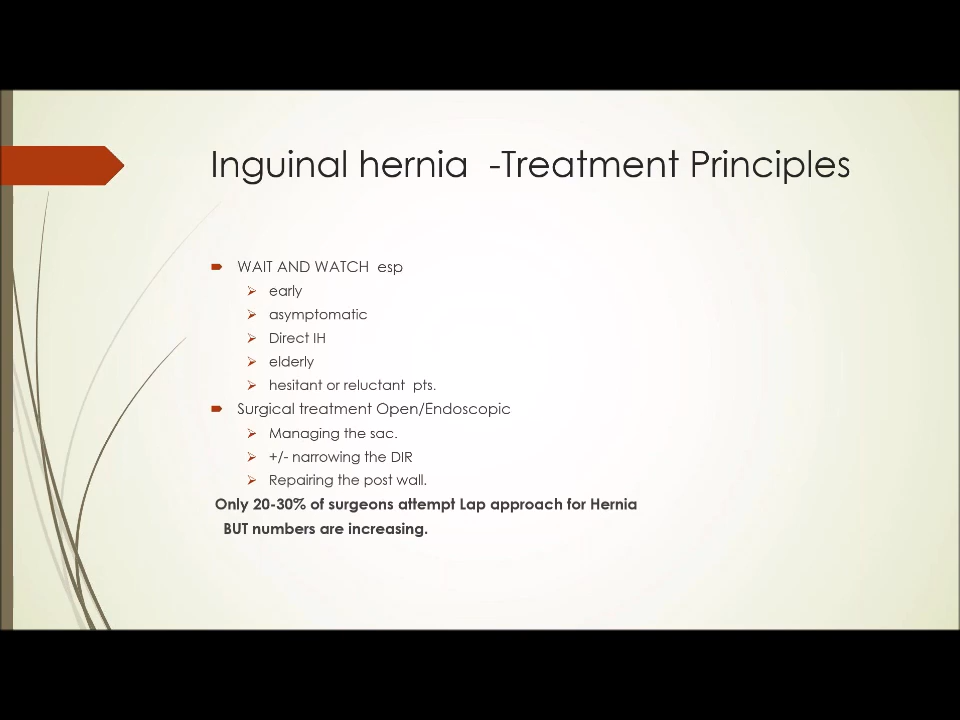 Inguinal hernia -Treatment Principles
WAIT AND WATCH esp
early
asymptomatic
Direct IH
elderly
hesitant or reluctant pts.
Surgical treatment Open/Endoscopic
Managing the sac.
+/- narrowing the DIR
Repairing the post wall.
Only 20-30% of surgeons attempt Lap approach for Hernia
BUT numbers are increasing.